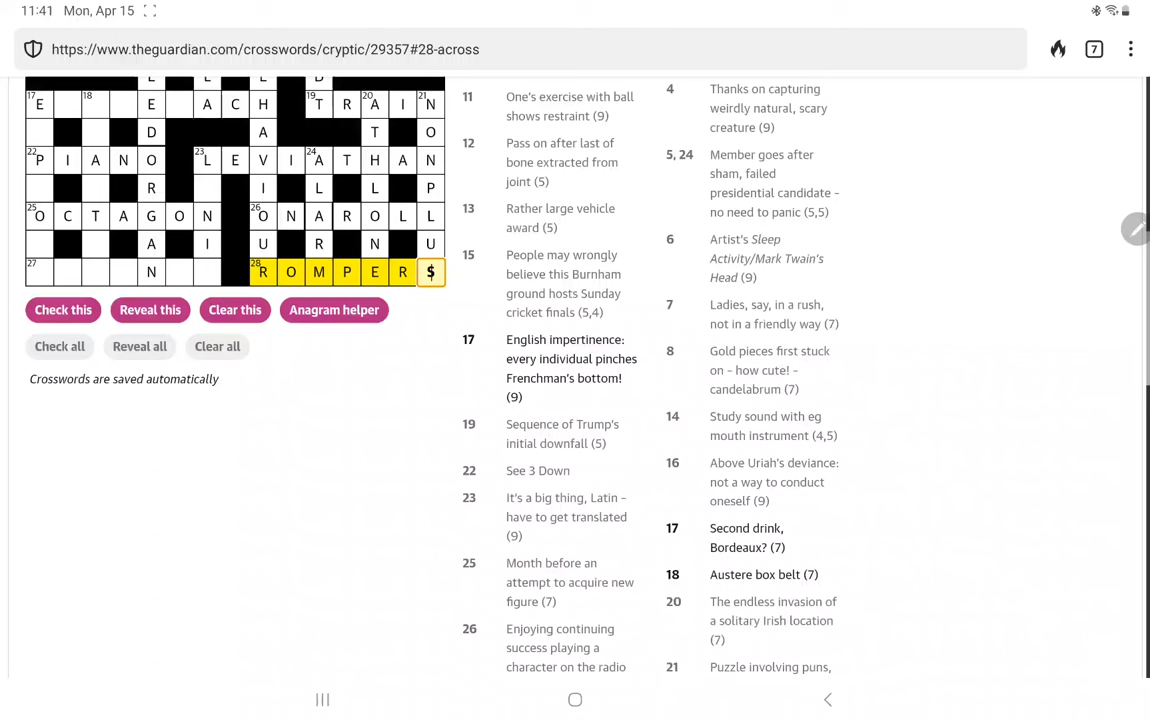 11:41 Mon, Apr 15
https://www.theguardian.com/crosswords/cryptic/29357#28-across
7
17 E 18 E A C H 19 T R 20 A I 21 N
D A T O
22 P I A N O 23 L E V I 24 A T H A N
R I L L P
25 O C T A G O N 26 O N A R O L L
A I U R N U
27 N 28 R O M P E R S
Check this
Reveal this
Clear this
Anagram helper
Check all
Reveal all
Clear all
Crosswords are saved automatically
11 One's exercise with ball
shows restraint (9)
12 Pass on after last of
bone extracted from
joint (5)
13 Rather large vehicle
award (5)
15 People may wrongly
believe this Burnham
ground hosts Sunday
cricket finals (5,4)
17 English impertinence:
every individual pinches
Frenchman's bottom!
(9)
19 Sequence of Trump's
initial downfall (5)
22 See 3 Down
23 It's a big thing, Latin –
have to get translated
(9)
25 Month before an
attempt to acquire new
figure (7)
26 Enjoying continuing
success playing a
character on the radio
4 Thanks on capturing
weirdly natural, scary
creature (9)
5, 24 Member goes after
sham, failed
presidential candidate –
no need to panic (5,5)
6 Artist's Sleep
Activity/Mark Twain's
Head (9)
7 Ladies, say, in a rush,
not in a friendly way (7)
8 Gold pieces first stuck
on – how cute! –
candelabrum (7)
14 Study sound with eg
mouth instrument (4,5)
16 Above Uriah's deviance:
not a way to conduct
oneself (9)
17 Second drink,
Bordeaux? (7)
18 Austere box belt (7)
20 The endless invasion of
a solitary Irish location
(7)
21 Puzzle involving puns,